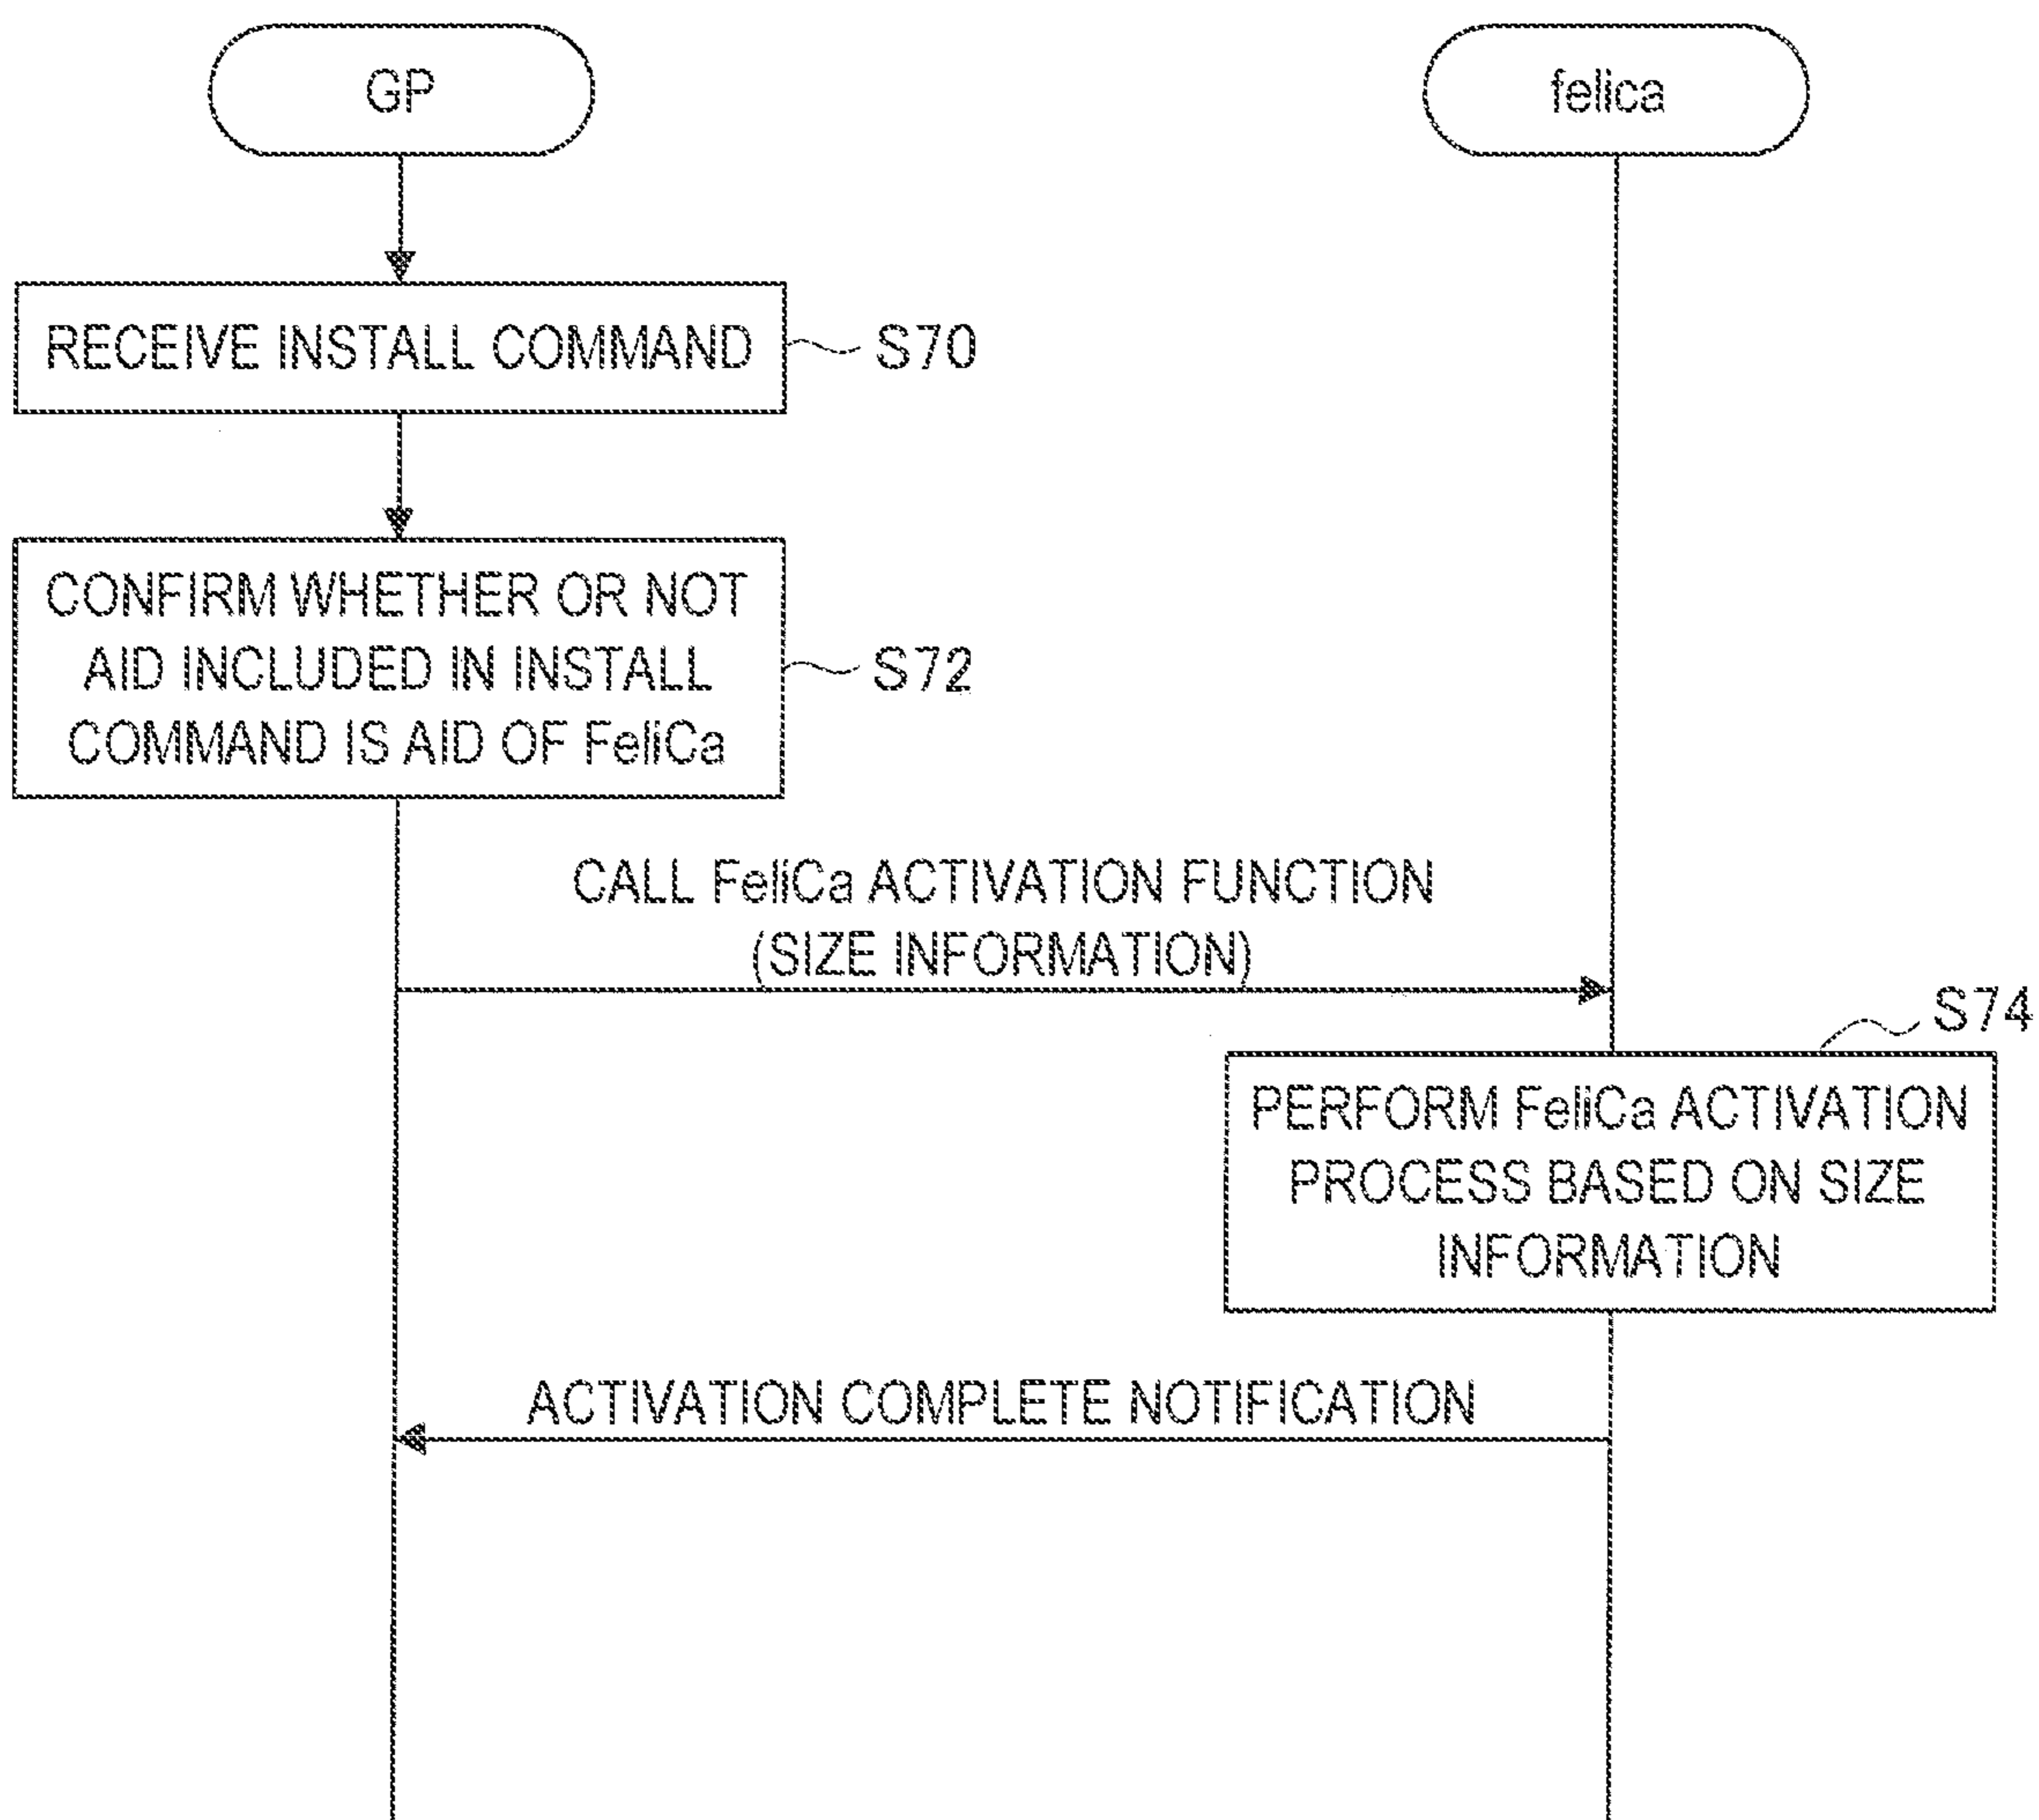 GP
felica
RECEIVE INSTALL COMMAND
S70
CONFIRM WHETHER OR NOT
AID INCLUDED IN INSTALL
COMMAND IS AID OF FeliCa
S72
CALL FeliCa ACTIVATION FUNCTION
(SIZE INFORMATION)
S74
PERFORM FeliCa ACTIVATION
PROCESS BASED ON SIZE
INFORMATION
ACTIVATION COMPLETE NOTIFICATION